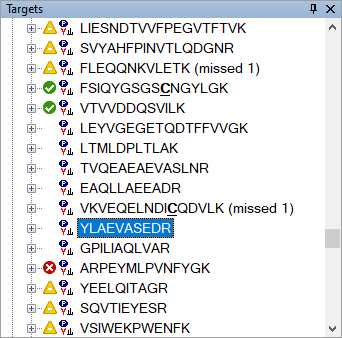 Targets
LIESNDTVVFPEGVTFTVK
SVYAHFPINVTLQDGNR
FLEQQNKVLETK (missed 1)
FSIQYGSGSCNGYLGK
VTVVDDQSVILK
LEYVGEGETQDTFFVVGK
LTMLDPLTLAK
TVQEAEAEVASLNR
EAQLLAEEADR
VKVEQELNDICQDVLK (missed 1)
YLAEVASEDR
GPILIAQLVAR
ARPEYMLPVNFYGK
YEELQITAGR
SQVTIEYESR
VSIWEKPWENFK